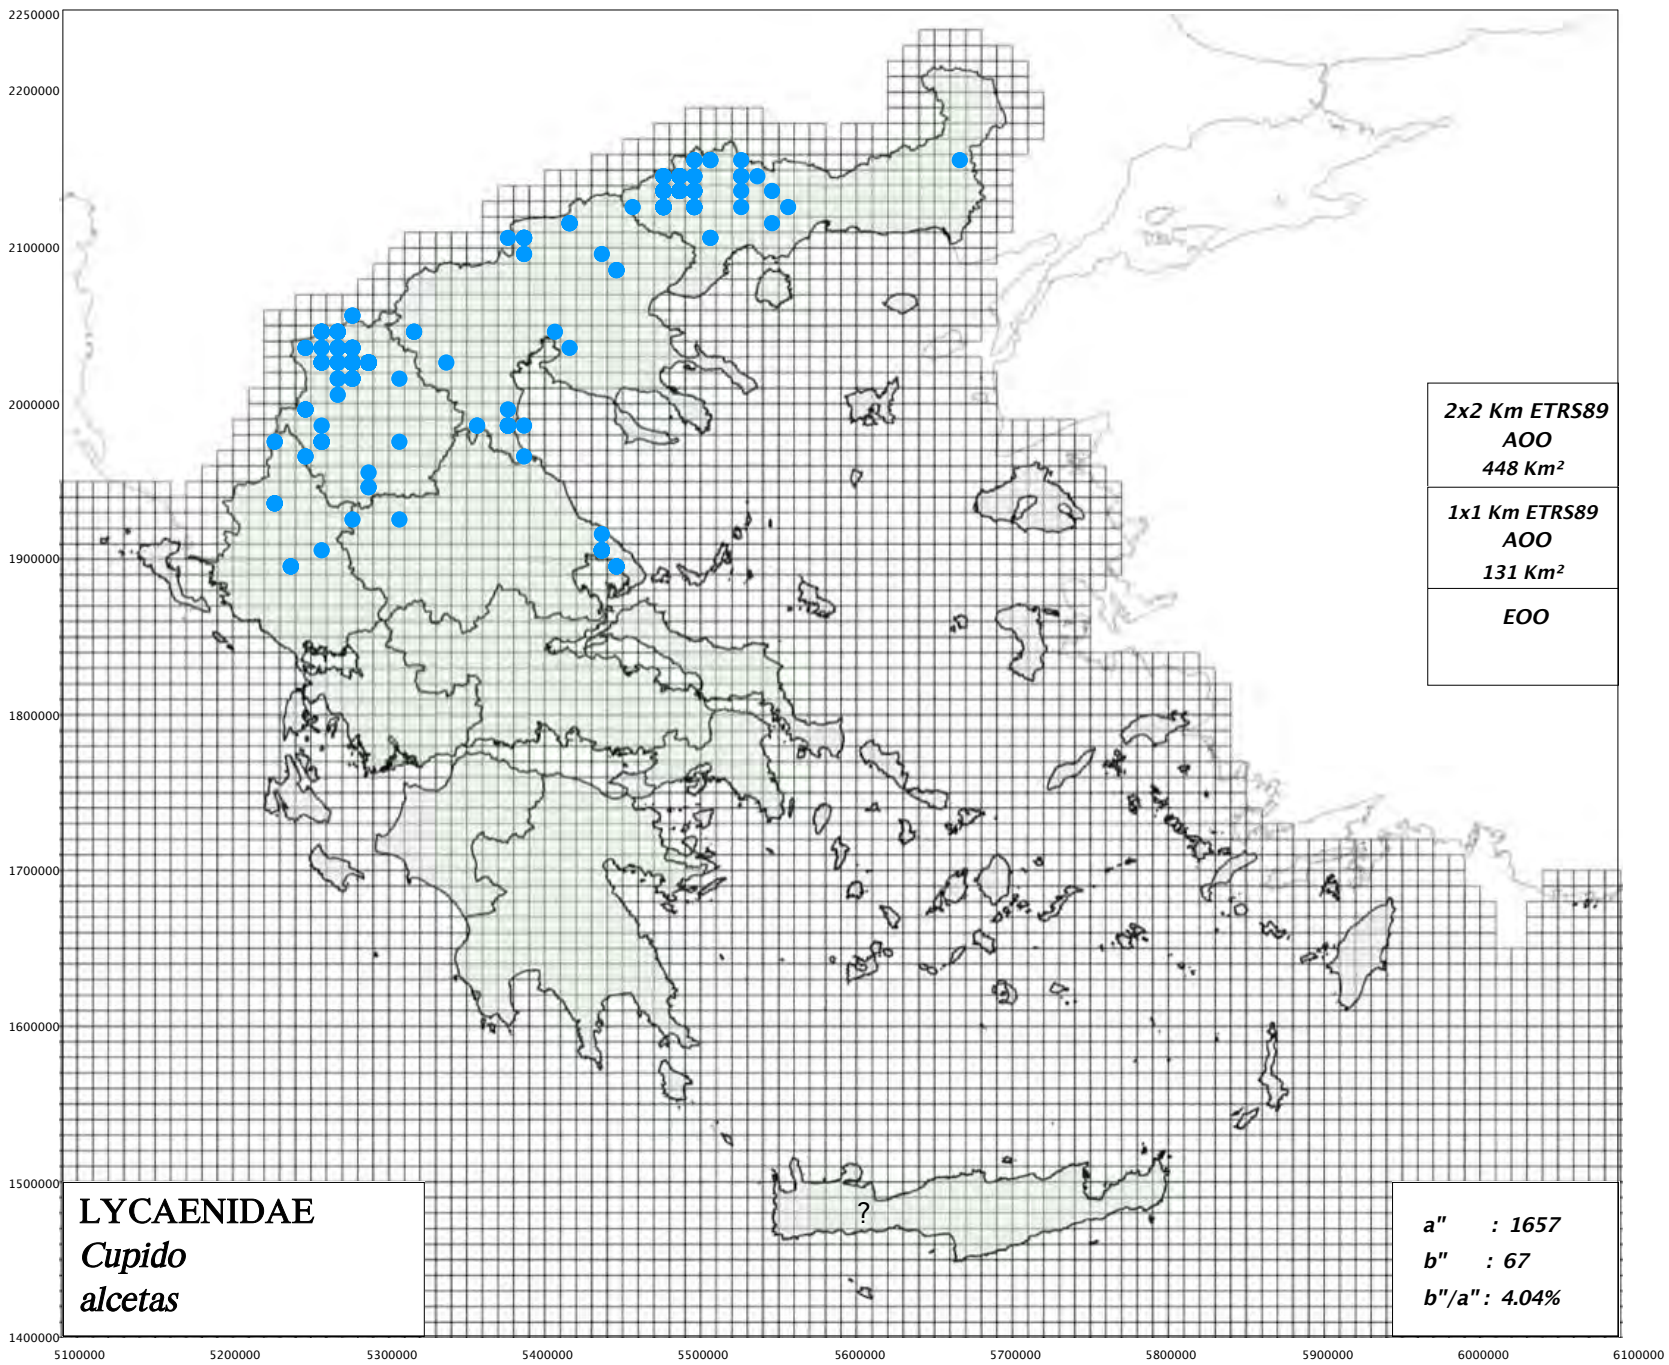 2250000
2200000
2100000
2000000
1900000
1800000
1700000
1600000
1500000
1400000
5100000 5200000 5300000 5400000 5500000 5600000 5700000 5800000 5900000 6000000 6100000
2x2 Km ETRS89
AOO
448 Km²
1x1 Km ETRS89
AOO
131 Km²
EOO
?
LYCAENIDAE
Cupido
alcetas
a" : 1657
b" : 67
b"/a" : 4.04%